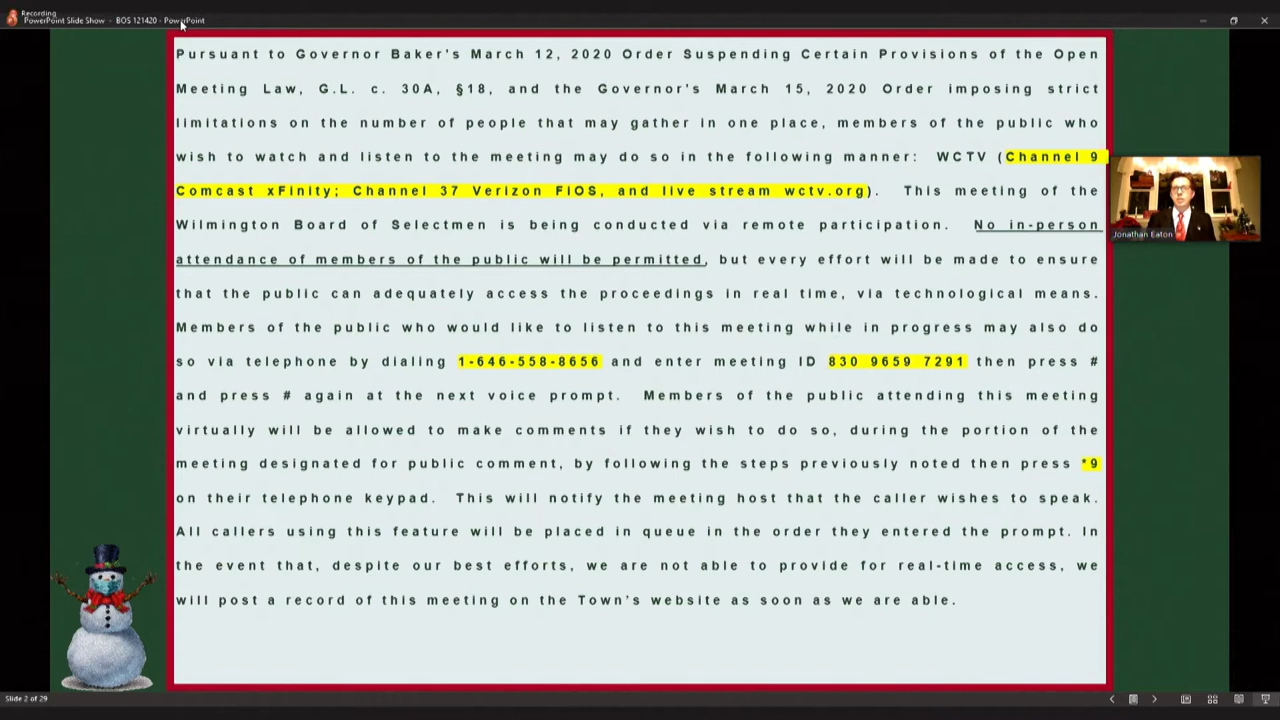 Recording
PowerPoint Slide Show - BOS 121420 - PowerPoint
Pursuant to Governor Baker's March 12, 2020 Order Suspending Certain Provisions of the Open
Meeting Law, G.L. c. 30A, §18, and the Governor's March 15, 2020 Order imposing strict
limitations on the number of people that may gather in one place, members of the public who
wish to watch and listen to the meeting may do so in the following manner: WCTV (Channel 9
Comcast xFinity; Channel 37 Verizon FiOS, and live stream wctv.org). This meeting of the
Wilmington Board of Selectmen is being conducted via remote participation. No in-person
attendance of members of the public will be permitted, but every effort will be made to ensure
that the public can adequately access the proceedings in real time, via technological means.
Members of the public who would like to listen to this meeting while in progress may also do
so via telephone by dialing 1-646-558-8656 and enter meeting ID 830 9659 7291 then press #
and press # again at the next voice prompt. Members of the public attending this meeting
virtually will be allowed to make comments if they wish to do so, during the portion of the
meeting designated for public comment, by following the steps previously noted then press *9
on their telephone keypad. This will notify the meeting host that the caller wishes to speak.
All callers using this feature will be placed in queue in the order they entered the prompt. In
the event that, despite our best efforts, we are not able to provide for real-time access, we
will post a record of this meeting on the Town's website as soon as we are able.
Jonathan Eaton
Slide 2 of 29